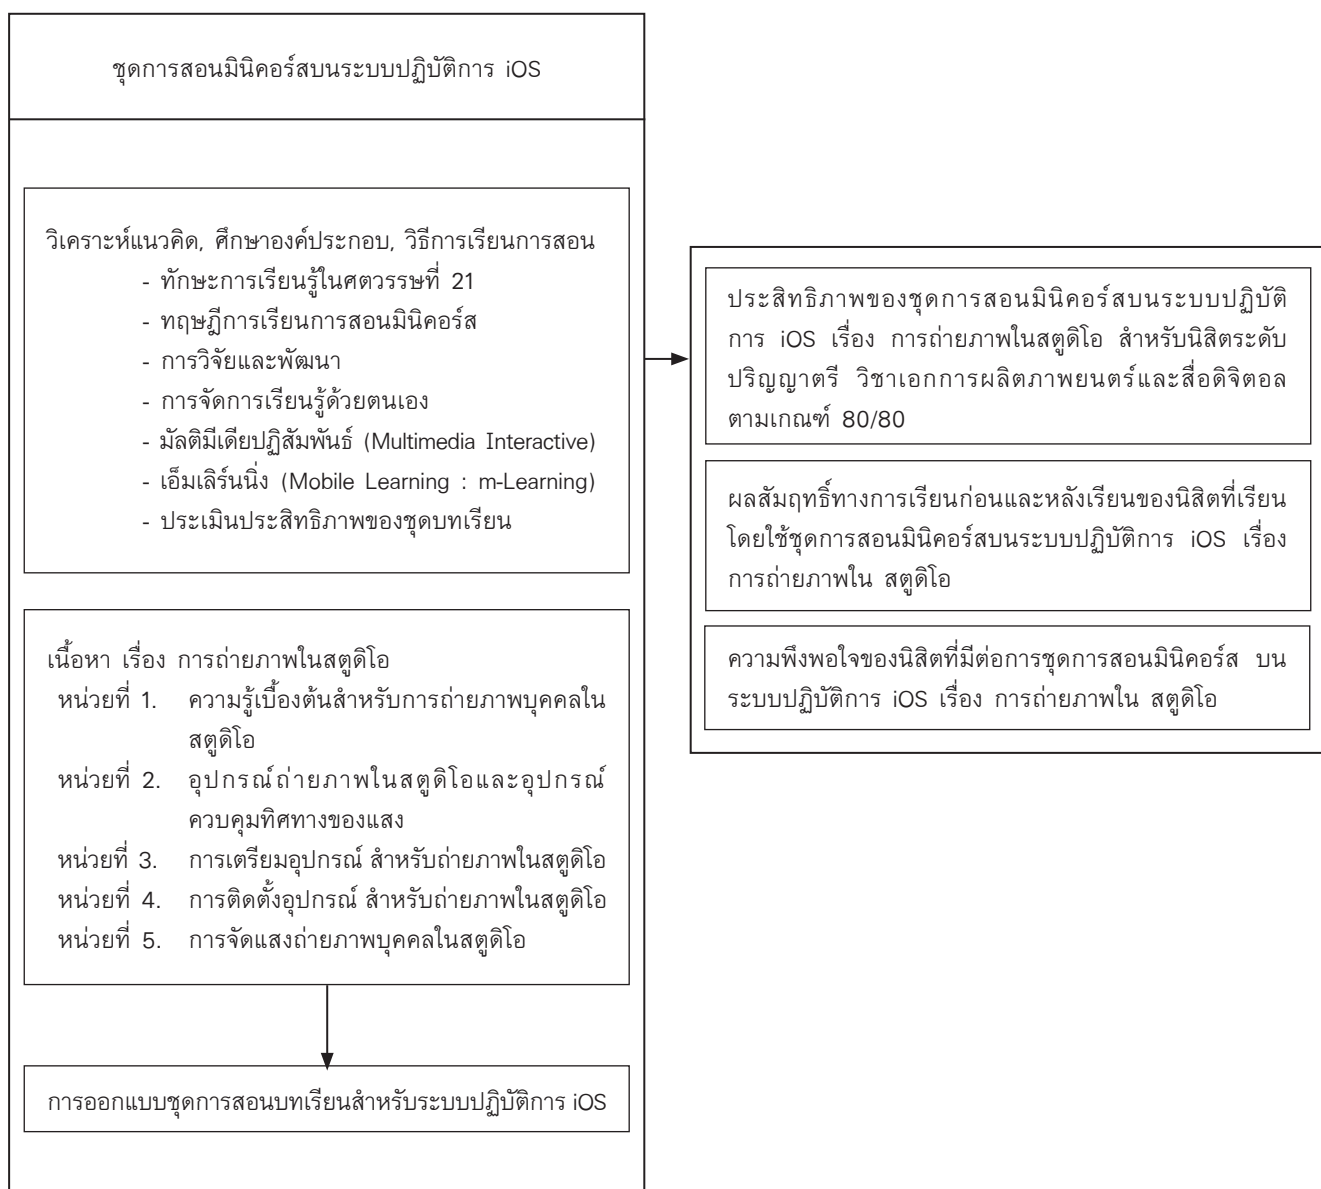 ชุดการสอนมินิคอร์สบนระบบปฏิบัติการ iOS
วิเคราะห์แนวคิด, ศึกษาองค์ประกอบ, วิธีการเรียนการสอน
- ทักษะการเรียนรู้ในศตวรรษที่ 21
- ทฤษฎีการเรียนการสอนมินิคอร์ส
- การวิจัยและพัฒนา
- การจัดการเรียนรู้ด้วยตนเอง
- มัลติมีเดียปฏิสัมพันธ์ (Multimedia Interactive)
- เอ็มเลิร์นนิ่ง (Mobile Learning : m-Learning)
- ประเมินประสิทธิภาพของชุดบทเรียน
เนื้อหา เรื่อง การถ่ายภาพในสตูดิโอ
หน่วยที่ 1. ความรู้เบื้องต้นสำหรับการถ่ายภาพบุคคลใน
สตูดิโอ
หน่วยที่ 2. อุปกรณ์ถ่ายภาพในสตูดิโอและอุปกรณ์
ควบคุมทิศทางของแสง
หน่วยที่ 3. การเตรียมอุปกรณ์ สำหรับถ่ายภาพในสตูดิโอ
หน่วยที่ 4. การติดตั้งอุปกรณ์ สำหรับถ่ายภาพในสตูดิโอ
หน่วยที่ 5. การจัดแสงถ่ายภาพบุคคลในสตูดิโอ
การออกแบบชุดการสอนบทเรียนสำหรับระบบปฏิบัติการ iOS
ประสิทธิภาพของชุดการสอนมินิคอร์สบนระบบปฏิบัติ
การ iOS เรื่อง การถ่ายภาพในสตูดิโอ สำหรับนิสิตระดับ
ปริญญาตรี วิชาเอกการผลิตภาพยนตร์และสื่อดิจิตอล
ตามเกณฑ์ 80/80
ผลสัมฤทธิ์ทางการเรียนก่อนและหลังเรียนของนิสิตที่เรียน
โดยใช้ชุดการสอนมินิคอร์สบนระบบปฏิบัติการ iOS เรื่อง
การถ่ายภาพใน สตูดิโอ
ความพึงพอใจของนิสิตที่มีต่อการชุดการสอนมินิคอร์ส บน
ระบบปฏิบัติการ iOS เรื่อง การถ่ายภาพใน สตูดิโอ